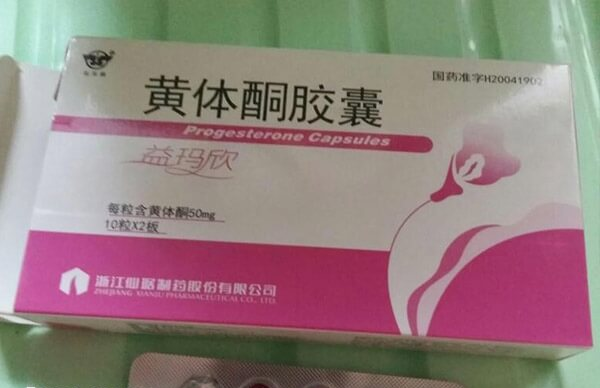 国药准字H20041902
黄体酮胶囊
Progesterone Capsules
益玛欣
每粒含黄体酮50mg
10粒X2板
浙江仙琚制药股份有限公司
ZHEJIANG XIANJU PHARMACEUTICAL CO., LTD.